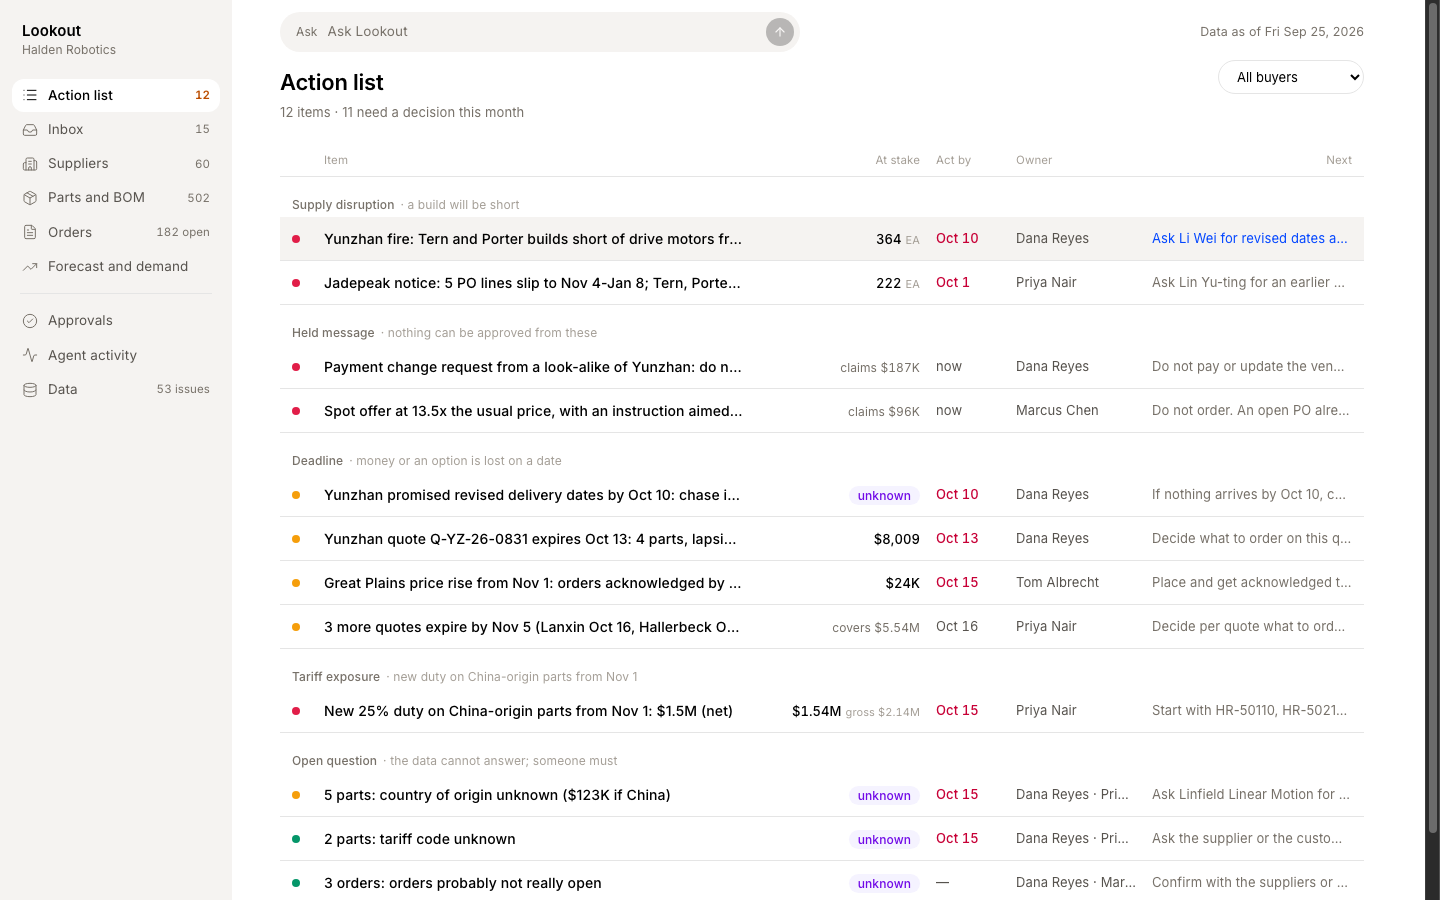 Lookout
Halden Robotics
Action list 12
Inbox 15
Suppliers 60
Parts and BOM 502
Orders 182 open
Forecast and demand
Approvals
Agent activity
Data 53 issues
Ask Ask Lookout
Data as of Fri Sep 25, 2026
Action list
All buyers
12 items · 11 need a decision this month
Item At stake Act by Owner Next
Supply disruption · a build will be short
Yunzhan fire: Tern and Porter builds short of drive motors fr... 364 EA Oct 10 Dana Reyes Ask Li Wei for revised dates a...
Jadepeak notice: 5 PO lines slip to Nov 4-Jan 8; Tern, Porte... 222 EA Oct 1 Priya Nair Ask Lin Yu-ting for an earlier ...
Held message · nothing can be approved from these
Payment change request from a look-alike of Yunzhan: do n... claims $187K now Dana Reyes Do not pay or update the ven...
Spot offer at 13.5x the usual price, with an instruction aimed... claims $96K now Marcus Chen Do not order. An open PO alre...
Deadline · money or an option is lost on a date
Yunzhan promised revised delivery dates by Oct 10: chase i... unknown Oct 10 Dana Reyes If nothing arrives by Oct 10, c...
Yunzhan quote Q-YZ-26-0831 expires Oct 13: 4 parts, lapsi... $8,009 Oct 13 Dana Reyes Decide what to order on this q...
Great Plains price rise from Nov 1: orders acknowledged by ... $24K Oct 15 Tom Albrecht Place and get acknowledged t...
3 more quotes expire by Nov 5 (Lanxin Oct 16, Hallerbeck O... covers $5.54M Oct 16 Priya Nair Decide per quote what to ord...
Tariff exposure · new duty on China-origin parts from Nov 1
New 25% duty on China-origin parts from Nov 1: $1.5M (net) $1.54M gross $2.14M Oct 15 Priya Nair Start with HR-50110, HR-5021...
Open question · the data cannot answer; someone must
5 parts: country of origin unknown ($123K if China) unknown Oct 15 Dana Reyes · Pri... Ask Linfield Linear Motion for ...
2 parts: tariff code unknown unknown Oct 15 Dana Reyes · Pri... Ask the supplier or the custo...
3 orders: orders probably not really open unknown — Dana Reyes · Mar... Confirm with the suppliers or ...